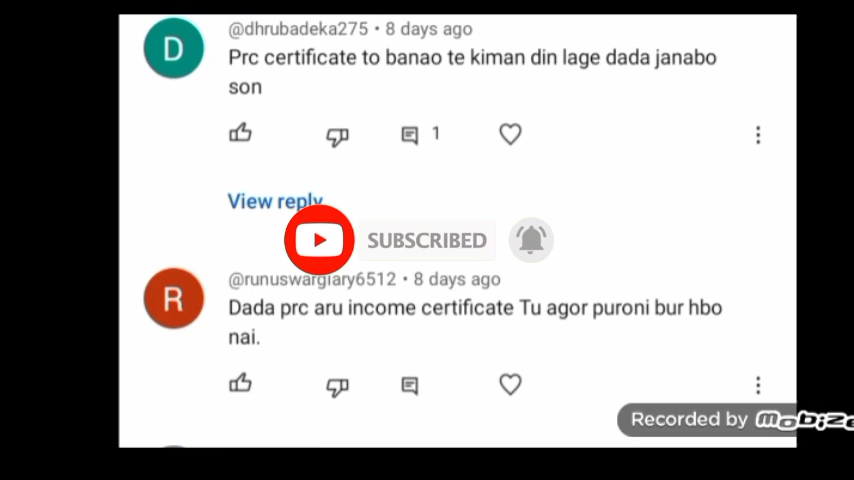 D
@dhrubadeka275 • 8 days ago
Prc certificate to banao te kiman din lage dada janabo
son
1
View reply
SUBSCRIBED
R
@runuswargiary6512 • 8 days ago
Dada prc aru income certificate Tu agor puroni bur hbo
nai.
Recorded by